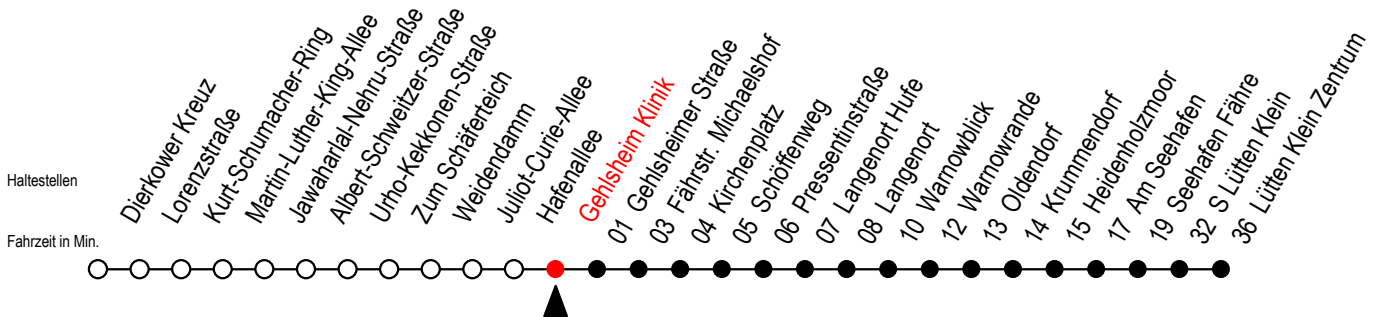 Haltestellen
Fahrzeit in Min.
Dierkower Kreuz
Lorenzstraße
Kurt-Schumacher-Ring
Martin-Luther-King-Allee
Jawaharlal-Nehru-Straße
Albert-Schweitzer-Straße
Urho-Kekkonen-Straße
Zum Schäferteich
Weidendamm
Juliot-Curie-Allee
Hafenallee
Gehlsheim Klinik
01 Gehlsheimer Straße
03 Fährstr. Michaelshof
04 Kirchenplatz
05 Schöffenweg
06 Pressentinstraße
07 Langenort Hufe
08 Langenort
10 Warnowblick
12 Warnowrande
13 Oldendorf
14 Krummendorf
15 Heidenholzmoor
17 Am Seehafen
19 Seehafen Fähre
32 S Lütten Klein
36 Lütten Klein Zentrum